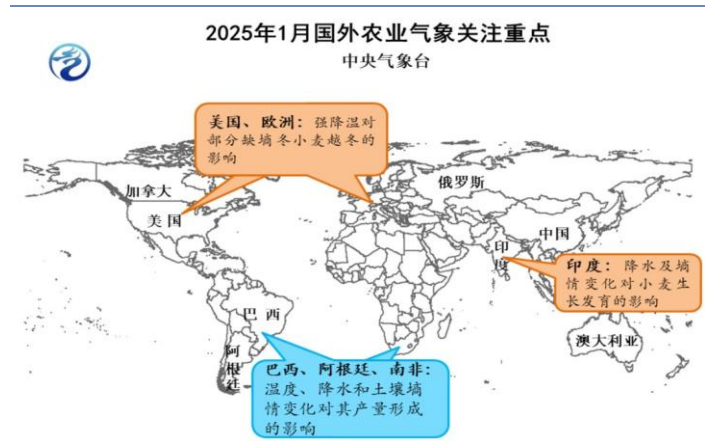 2025年1月国外农业气象关注重点
中央气象台
美国、欧洲：强降温对
部分缺墒冬小麦越冬的
影响
加拿大
俄罗斯
美国
中国
印度
印度：降水及墒
情变化对小麦生
长发育的影响
巴西
澳大利亚
阿根廷
巴西、阿根廷、南非：
温度、降水和土壤墒
情变化对其产量形成
的影响